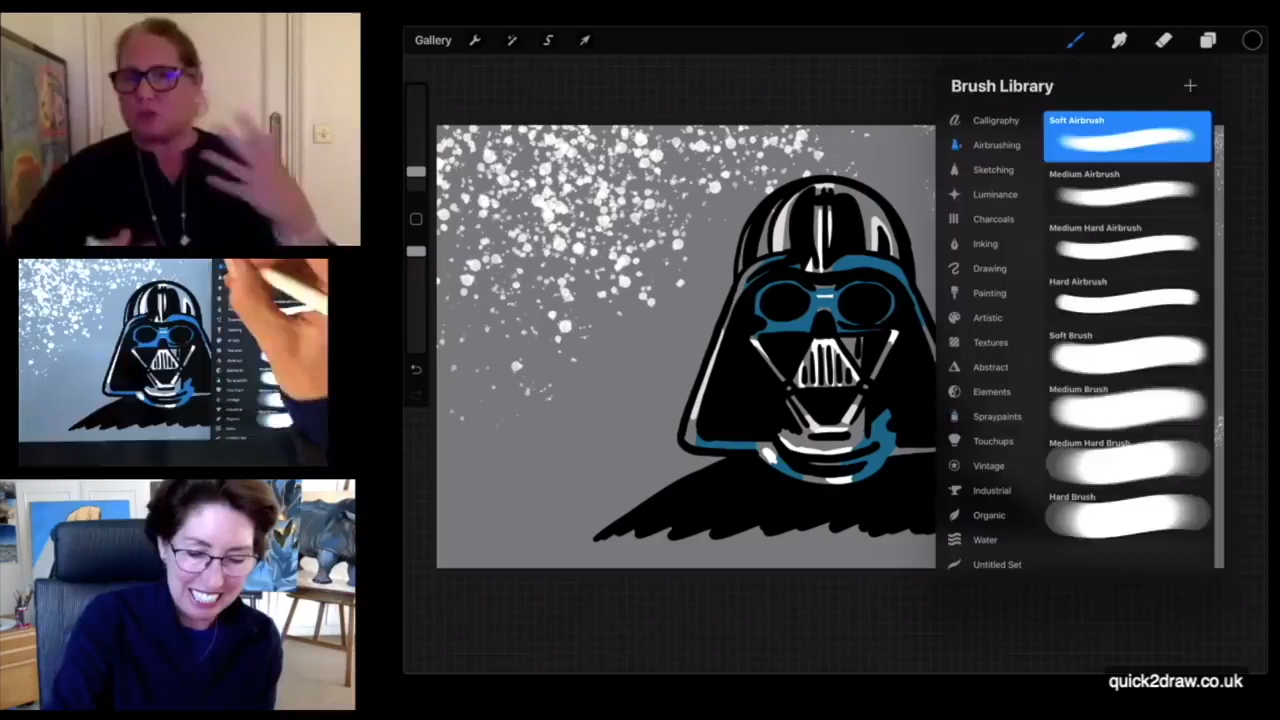 Gallery
Brush Library
Calligraphy
Airbrushing
Sketching
Luminance
Charcoals
Inking
Drawing
Painting
Artistic
Textures
Abstract
Elements
Spraypaints
Touchups
Vintage
Industrial
Organic
Water
Untitled Set
Soft Airbrush
Medium Airbrush
Medium Hard Airbrush
Hard Airbrush
Soft Brush
Medium Brush
Medium Hard Brush
Hard Brush
quick2draw.co.uk